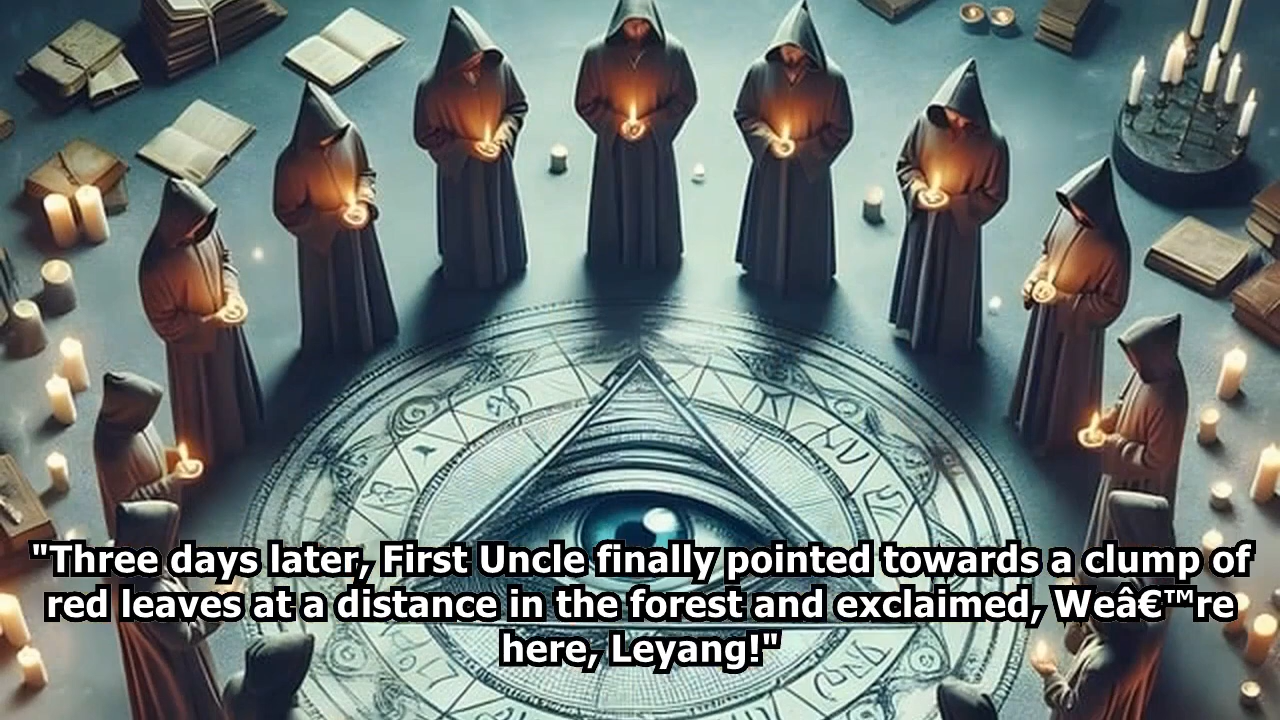 "Three days later, First Uncle finally pointed towards a clump of
red leaves at a distance in the forest and exclaimed, Weâ€™re
here, Leyang!"